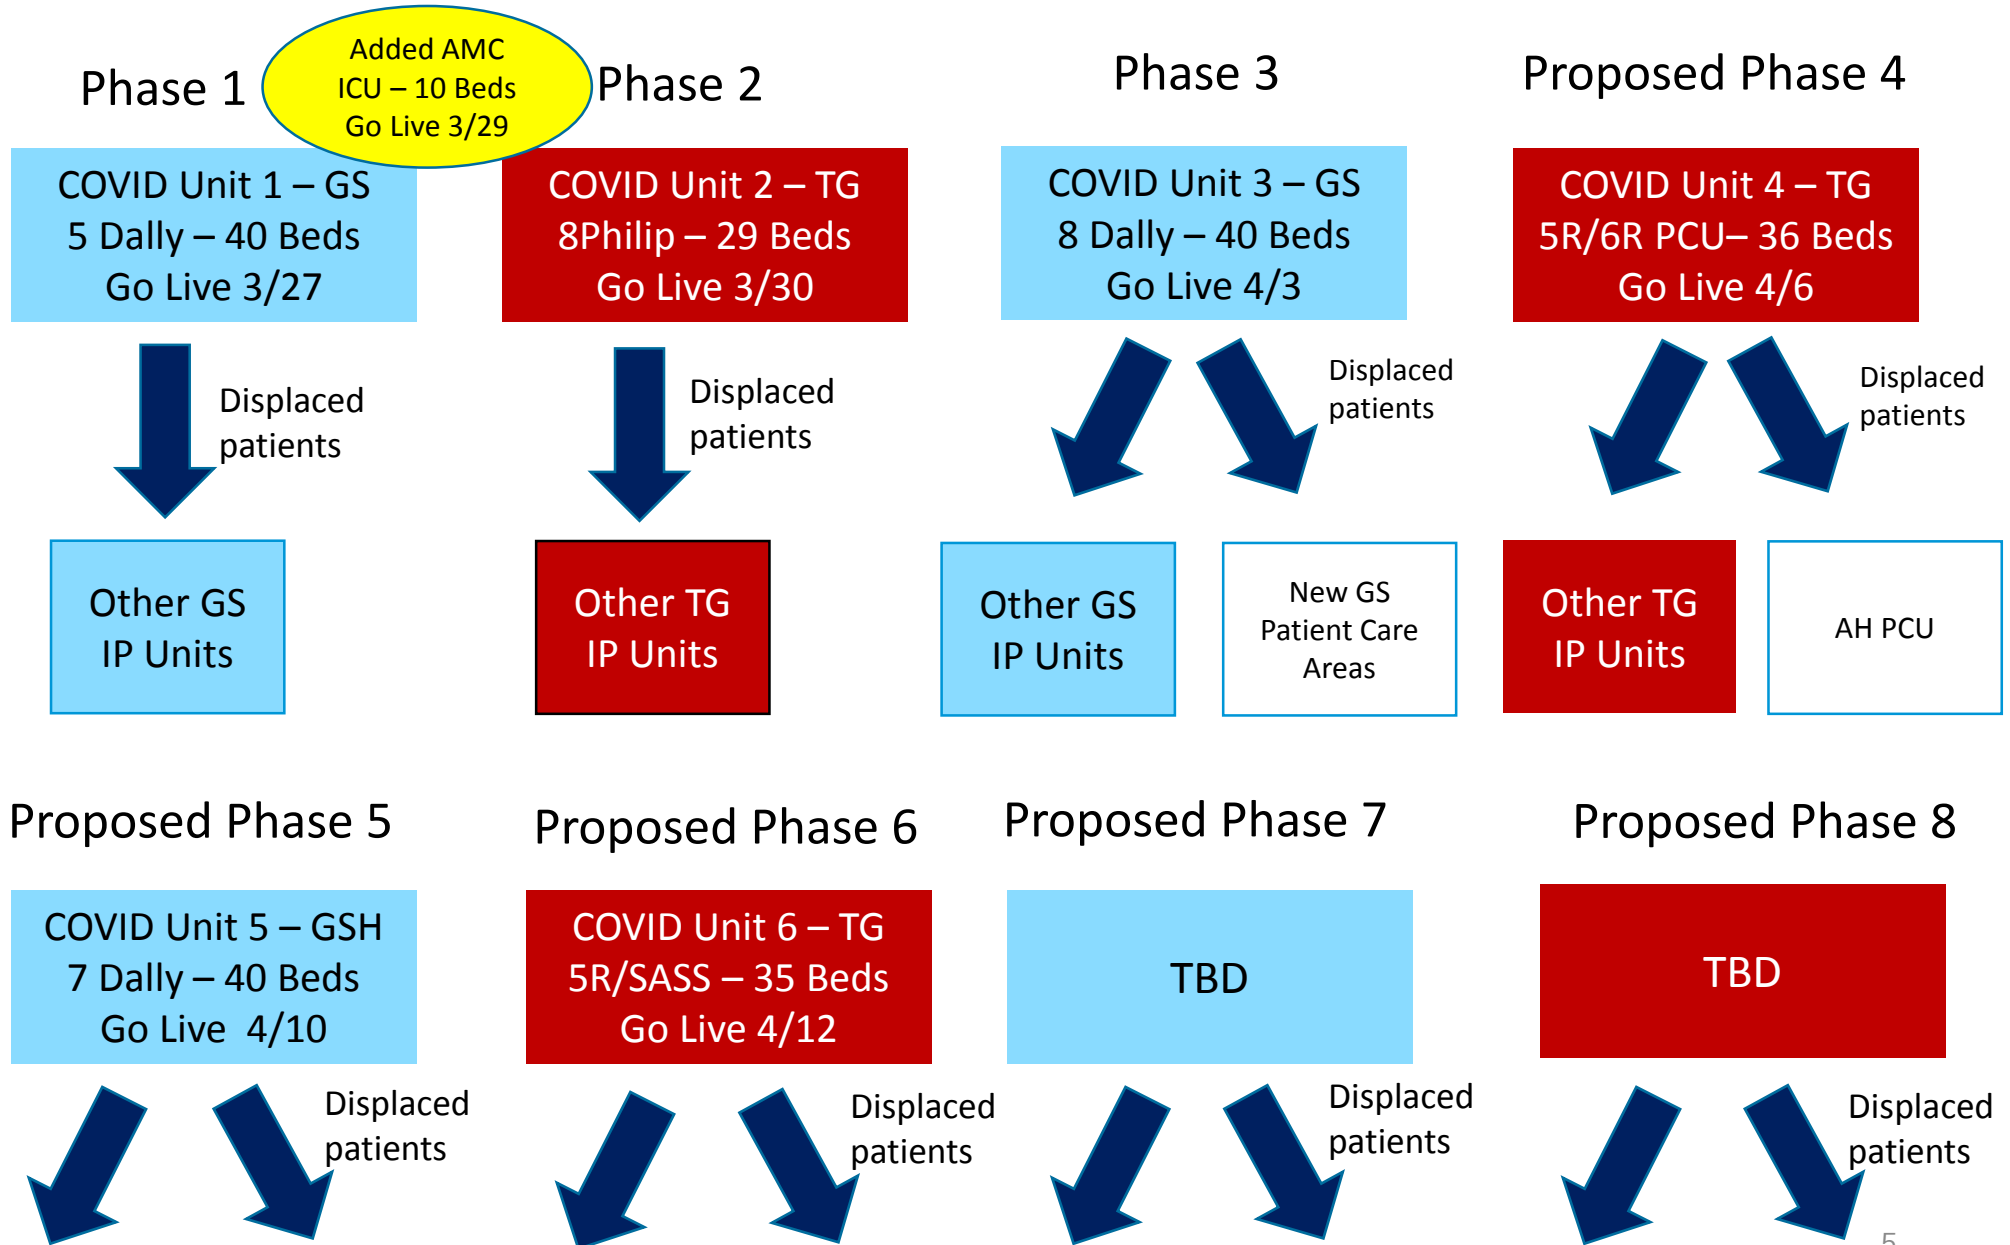 Phase 1
Added AMC
ICU – 10 Beds
Go Live 3/29
Phase 2
Phase 3
Proposed Phase 4
COVID Unit 1 – GS
5 Dally – 40 Beds
Go Live 3/27
COVID Unit 2 – TG
8Philip – 29 Beds
Go Live 3/30
COVID Unit 3 – GS
8 Dally – 40 Beds
Go Live 4/3
COVID Unit 4 – TG
5R/6R PCU– 36 Beds
Go Live 4/6
Displaced
patients
Displaced
patients
Displaced
patients
Displaced
patients
Other GS
IP Units
Other TG
IP Units
Other GS
IP Units
New GS
Patient Care
Areas
Other TG
IP Units
AH PCU
Proposed Phase 5
Proposed Phase 6
Proposed Phase 7
Proposed Phase 8
COVID Unit 5 – GSH
7 Dally – 40 Beds
Go Live  4/10
COVID Unit 6 – TG
5R/SASS – 35 Beds
Go Live 4/12
TBD
TBD
Displaced
patients
Displaced
patients
Displaced
patients
Displaced
patients
5